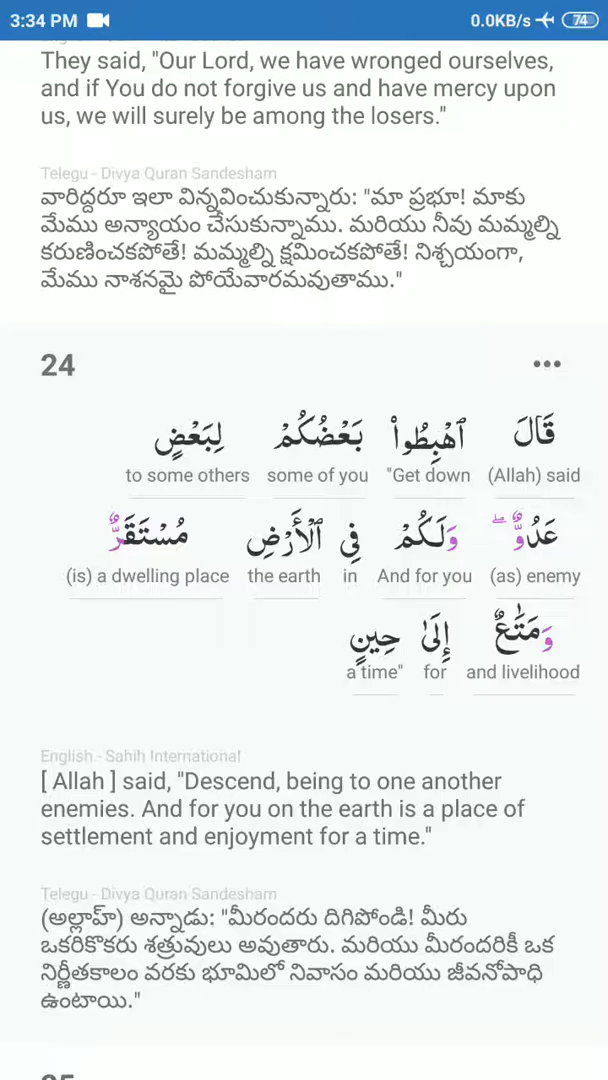 3:34 PM 0.0KB/s 74
They said, "Our Lord, we have wronged ourselves,
and if You do not forgive us and have mercy upon
us, we will surely be among the losers."
Telegu - Divya Quran Sandesham
వారిద్దరూ ఇలా విన్నవించుకున్నారు: "మా ప్రభూ! మాకు
మేము అన్యాయం చేసుకున్నాము. మరియు నీవు మమ్మల్ని
కరుణించకపోతే! మమ్మల్ని క్షమించకపోతే! నిశ్చయంగా,
మేము నాశనమై పోయేవారమవుతాము."
24
قَالَ ٱهْبِطُوا۟ بَعْضُكُمْ لِبَعْضٍ
(Allah) said "Get down some of you to some others
عَدُوٌّ ۖ وَلَكُمْ فِى ٱلْأَرْضِ مُسْتَقَرٌّ
(as) enemy And for you in the earth (is) a dwelling place
وَمَتَـٰعٌ إِلَىٰ حِينٍ
and livelihood for a time"
English - Sahih International
[ Allah ] said, "Descend, being to one another
enemies. And for you on the earth is a place of
settlement and enjoyment for a time."
Telegu - Divya Quran Sandesham
(అల్లాహ్) అన్నాడు: "మీరందరు దిగిపోండి! మీరు
ఒకరికొకరు శత్రువులు అవుతారు. మరియు మీరందరికీ ఒక
నిర్ణీతకాలం వరకు భూమిలో నివాసం మరియు జీవనోపాధి
ఉంటాయి."